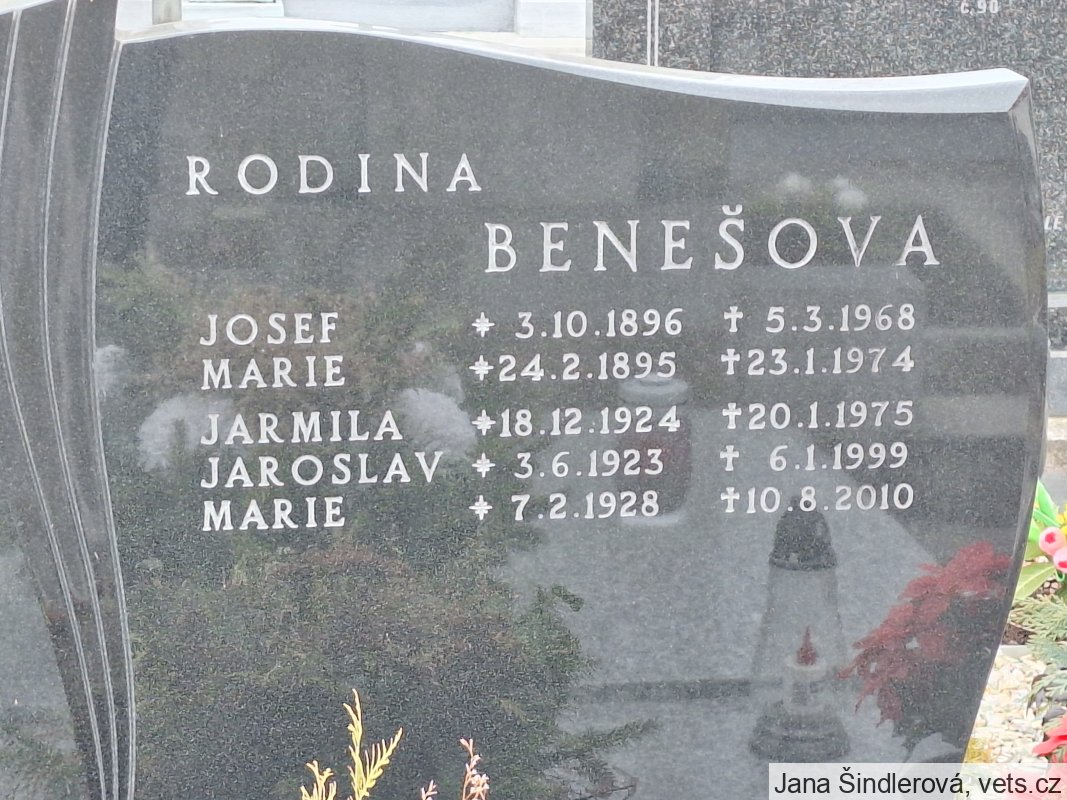 č.90
RODINA
BENEŠOVA
JOSEF * 3.10.1896 † 5.3.1968
MARIE *24.2.1895 †23.1.1974
JARMILA *18.12.1924 †20.1.1975
JAROSLAV * 3.6.1923 † 6.1.1999
MARIE * 7.2.1928 †10.8.2010
Jana Šindlerová, vets.cz